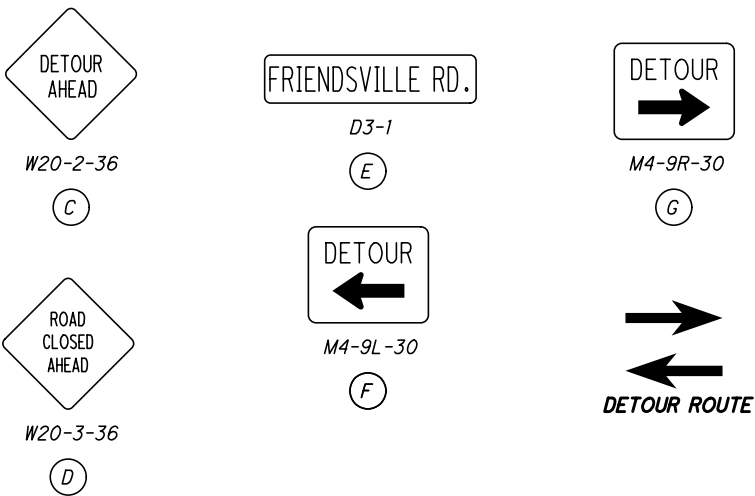 DETOUR
AHEAD
W20-2-36
C
FRIENDSVILLE RD.
D3-1
E
DETOUR
M4-9R-30
G
ROAD
CLOSED
AHEAD
W20-3-36
D
DETOUR
M4-9L-30
F
DETOUR ROUTE